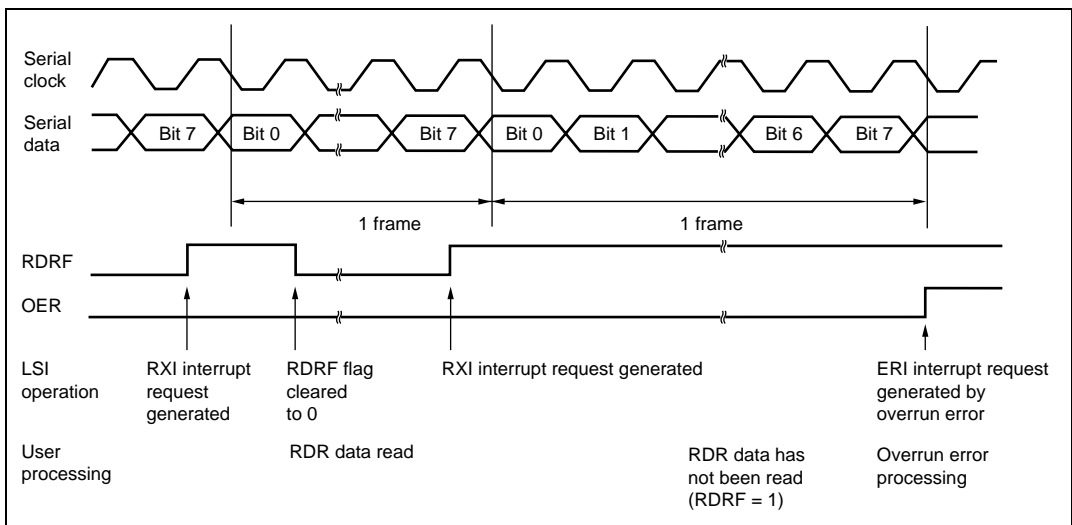 Serial
clock
Serial
data
Bit 7
Bit 0
Bit 7
Bit 0
Bit 1
Bit 6
Bit 7
1 frame
1 frame
RDRF
OER
LSI
operation
RXI interrupt
request
generated
RDRF flag
cleared
to 0
RXI interrupt request generated
ERI interrupt request
generated by
overrun error
User
processing
RDR data read
RDR data has
not been read
(RDRF = 1)
Overrun error
processing